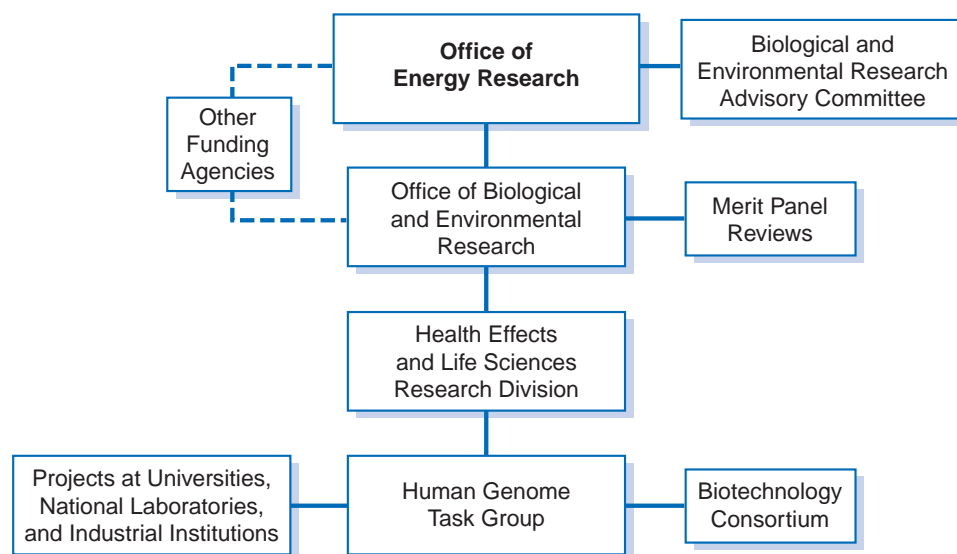 Office of
Energy Research
Biological and
Environmental Research
Advisory Committee
Other
Funding
Agencies
Office of Biological
and Environmental
Research
Merit Panel
Reviews
Health Effects
and Life Sciences
Research Division
Projects at Universities,
National Laboratories,
and Industrial Institutions
Human Genome
Task Group
Biotechnology
Consortium